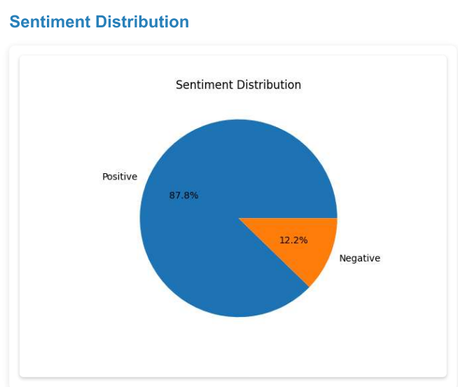 Sentiment Distribution
Sentiment Distribution
Positive
87.8%
12.2%
Negative